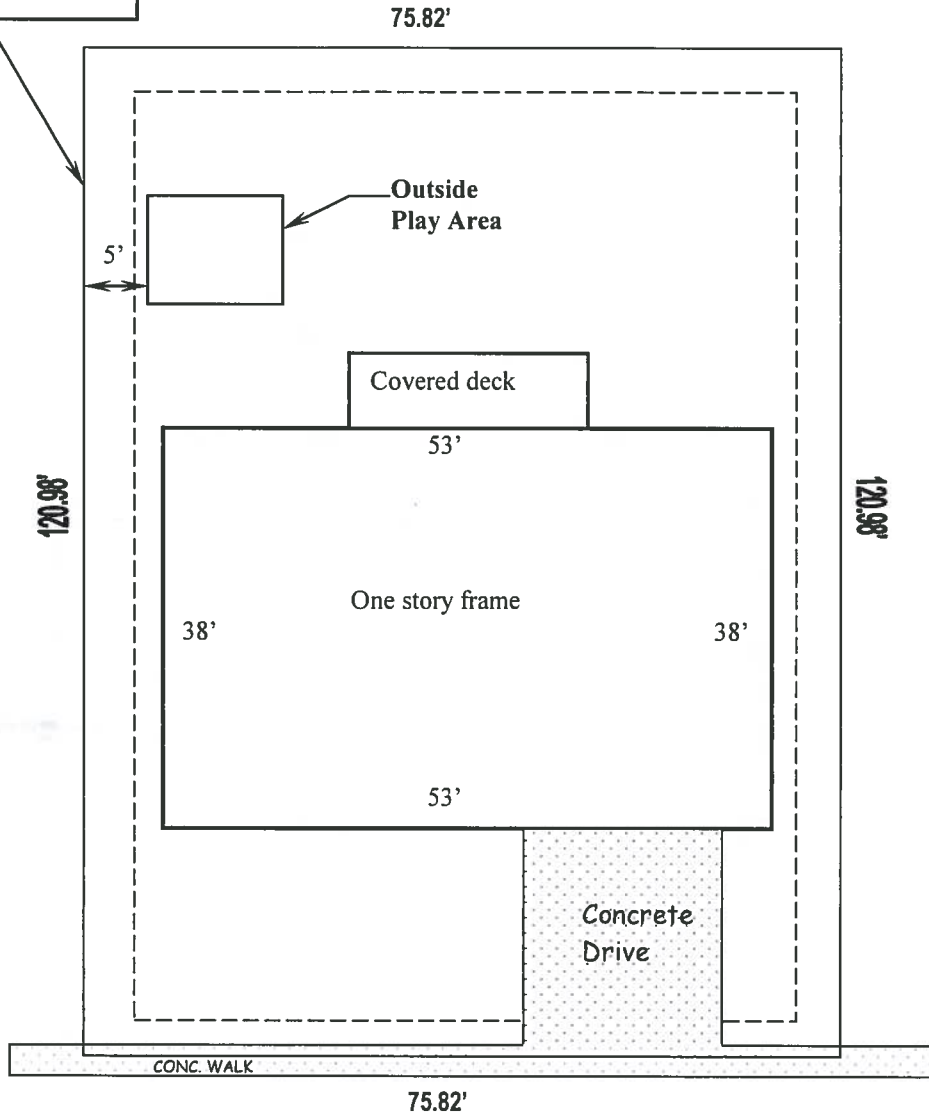 75.82'
Outside
Play Area
5'
Covered deck
53'
120.98'
120.98'
One story frame
38'
38'
53'
Concrete
Drive
CONC. WALK
75.82'